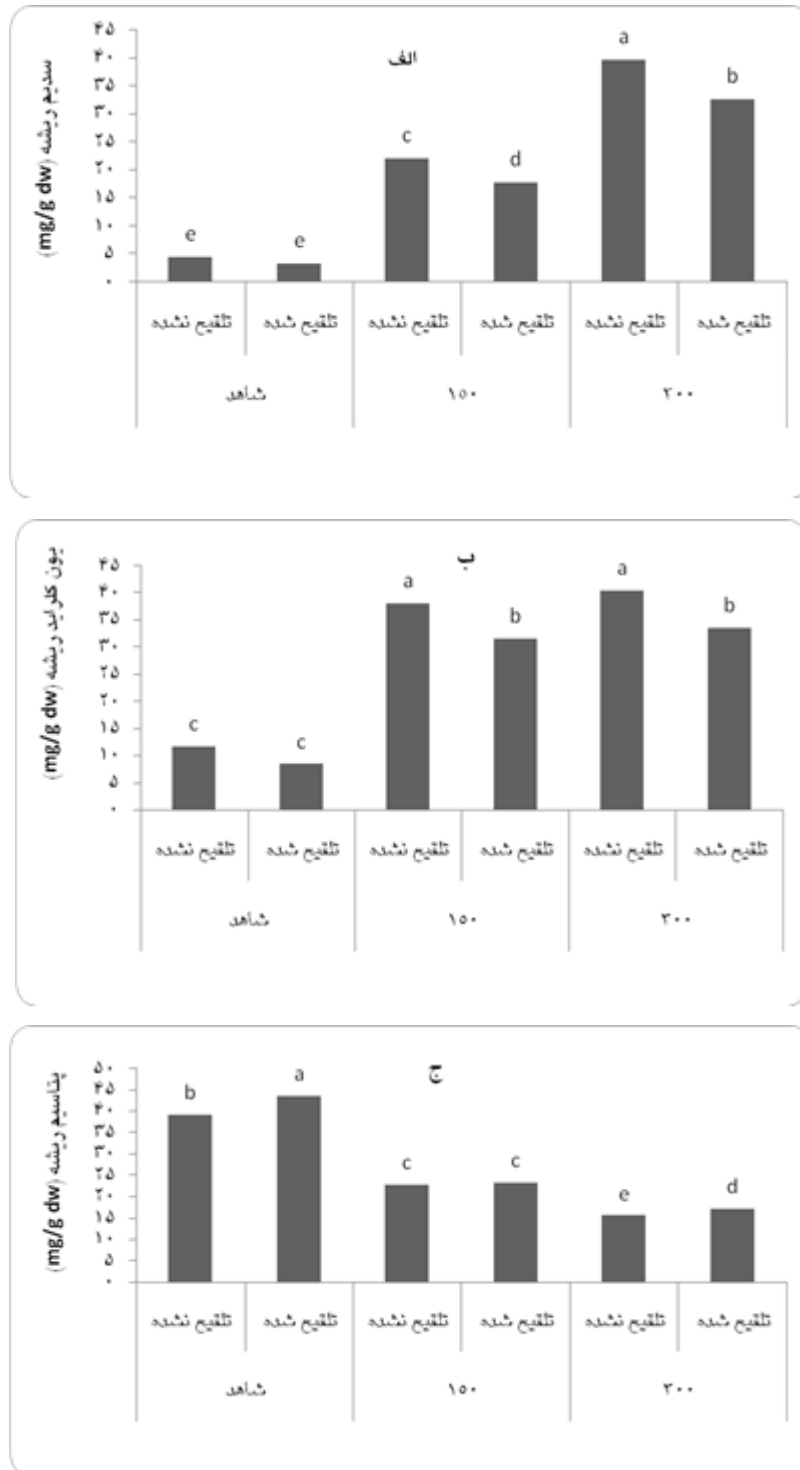 سدیم ریشه (mg/g dw)
الف
۴۵
۴۰
۳۵
۳۰
۲۵
۲۰
۱۵
۱۰
۵
۰
e e c d a b
تلقیح نشده تلقیح شده تلقیح نشده تلقیح شده تلقیح نشده تلقیح شده
شاهد ۱۵۰ ۳۰۰
یون کلراید ریشه (mg/g dw)
ب
۴۵
۴۰
۳۵
۳۰
۲۵
۲۰
۱۵
۱۰
۵
۰
c c a b a b
تلقیح نشده تلقیح شده تلقیح نشده تلقیح شده تلقیح نشده تلقیح شده
شاهد ۱۵۰ ۳۰۰
پتاسیم ریشه (mg/g dw)
ج
۵۰
۴۵
۴۰
۳۵
۳۰
۲۵
۲۰
۱۵
۱۰
۵
۰
b a c c e d
تلقیح نشده تلقیح شده تلقیح نشده تلقیح شده تلقیح نشده تلقیح شده
شاهد ۱۵۰ ۳۰۰